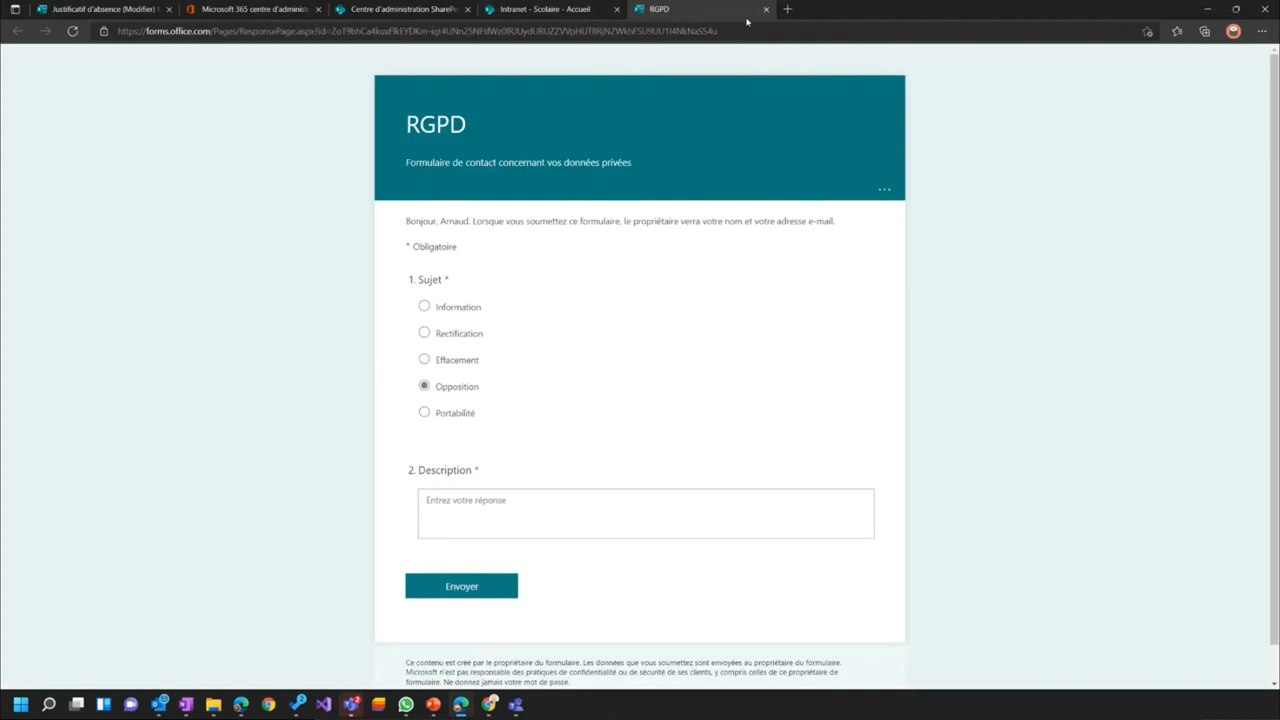 Justificatif d'absence (Modifier)
Microsoft 365 centre d'administ
Centre d'administration ShareP
Intranet - Scolaire - Accueil
RGPD
RGPD
Formulaire de contact concernant vos données privées
...
Bonjour, Arnaud. Lorsque vous soumettez ce formulaire, le propriétaire verra votre nom et votre adresse e-mail.
* Obligatoire
1. Sujet *
Information
Rectification
Effacement
Opposition
Portabilité
2. Description *
Entrez votre réponse
Envoyer
Ce contenu est créé par le propriétaire du formulaire. Les données que vous soumettez sont envoyées au propriétaire du formulaire.
Microsoft n'est pas responsable des pratiques de confidentialité ou de sécurité de ses clients, y compris celles de ce propriétaire de
formulaire. Ne donnez jamais votre mot de passe.